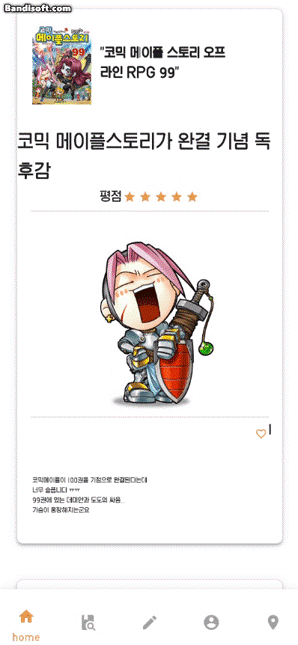 Bandisoft.com
코믹
메이플스토리
99
"코믹 메이플 스토리 오프
라인 RPG 99"
코믹 메이플스토리가 완결 기념 독
후감
평점
코믹메이플이 100권을 기점으로 완결된다는데
너무 슬픕니다 ㅠㅠ
99권에 있는 데미안과 도도의 싸움..
가슴이 웅장해지는군요
home